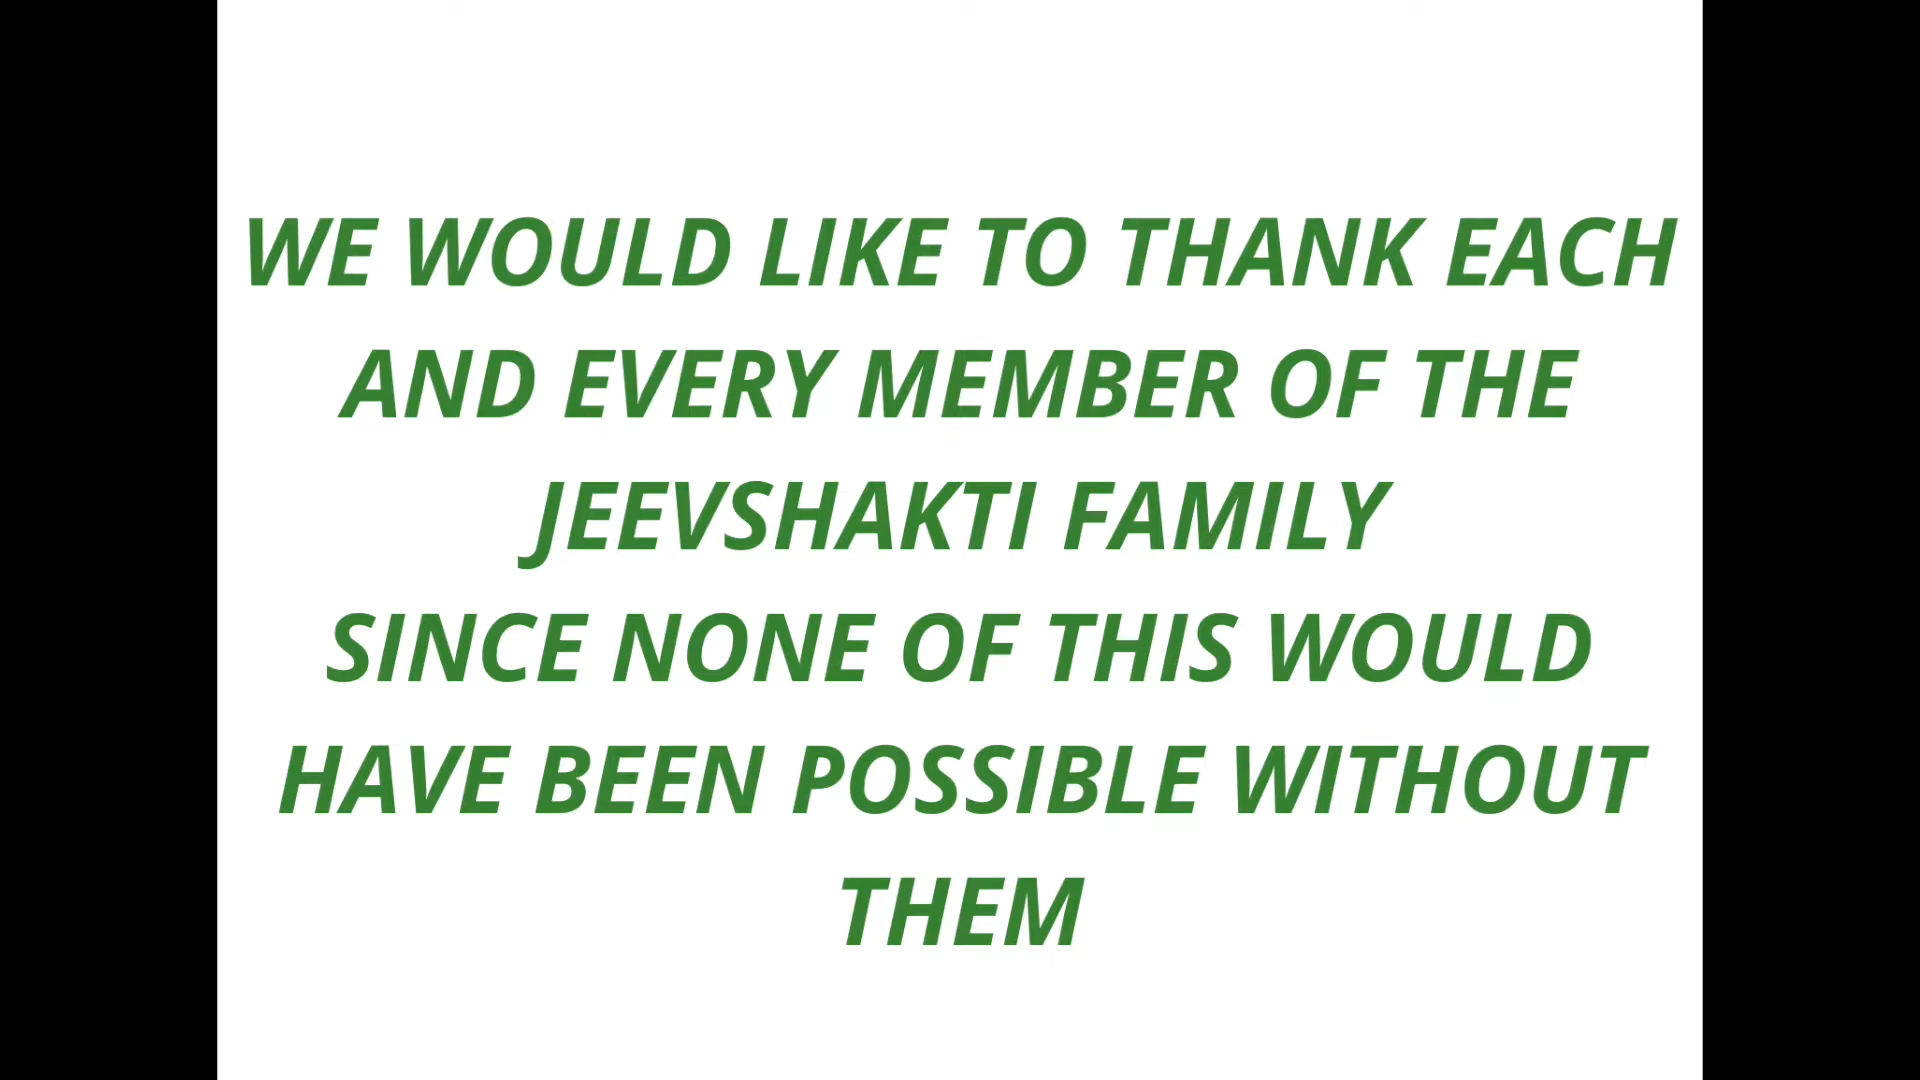 WE WOULD LIKE TO THANK EACH
AND EVERY MEMBER OF THE
JEEVSHAKTI FAMILY
SINCE NONE OF THIS WOULD
HAVE BEEN POSSIBLE WITHOUT
THEM